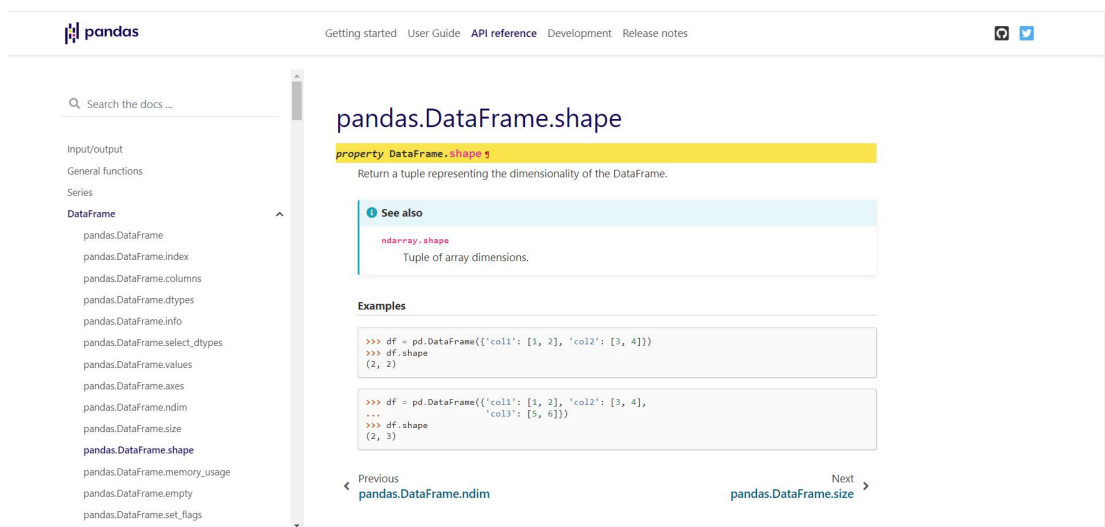 pandas
Getting started User Guide API reference Development Release notes
Search the docs ...
Input/output
General functions
Series
DataFrame
pandas.DataFrame
pandas.DataFrame.index
pandas.DataFrame.columns
pandas.DataFrame.dtypes
pandas.DataFrame.info
pandas.DataFrame.select_dtypes
pandas.DataFrame.values
pandas.DataFrame.axes
pandas.DataFrame.ndim
pandas.DataFrame.size
pandas.DataFrame.shape
pandas.DataFrame.memory_usage
pandas.DataFrame.empty
pandas.DataFrame.set_flags
pandas.DataFrame.shape
property DataFrame.shape¶
Return a tuple representing the dimensionality of the DataFrame.
See also
ndarray.shape
Tuple of array dimensions.
Examples
>>> df = pd.DataFrame({'col1': [1, 2], 'col2': [3, 4]})
>>> df.shape
(2, 2)
>>> df = pd.DataFrame({'col1': [1, 2], 'col2': [3, 4],
...                    'col3': [5, 6]})
>>> df.shape
(2, 3)
Previous
pandas.DataFrame.ndim
Next
pandas.DataFrame.size